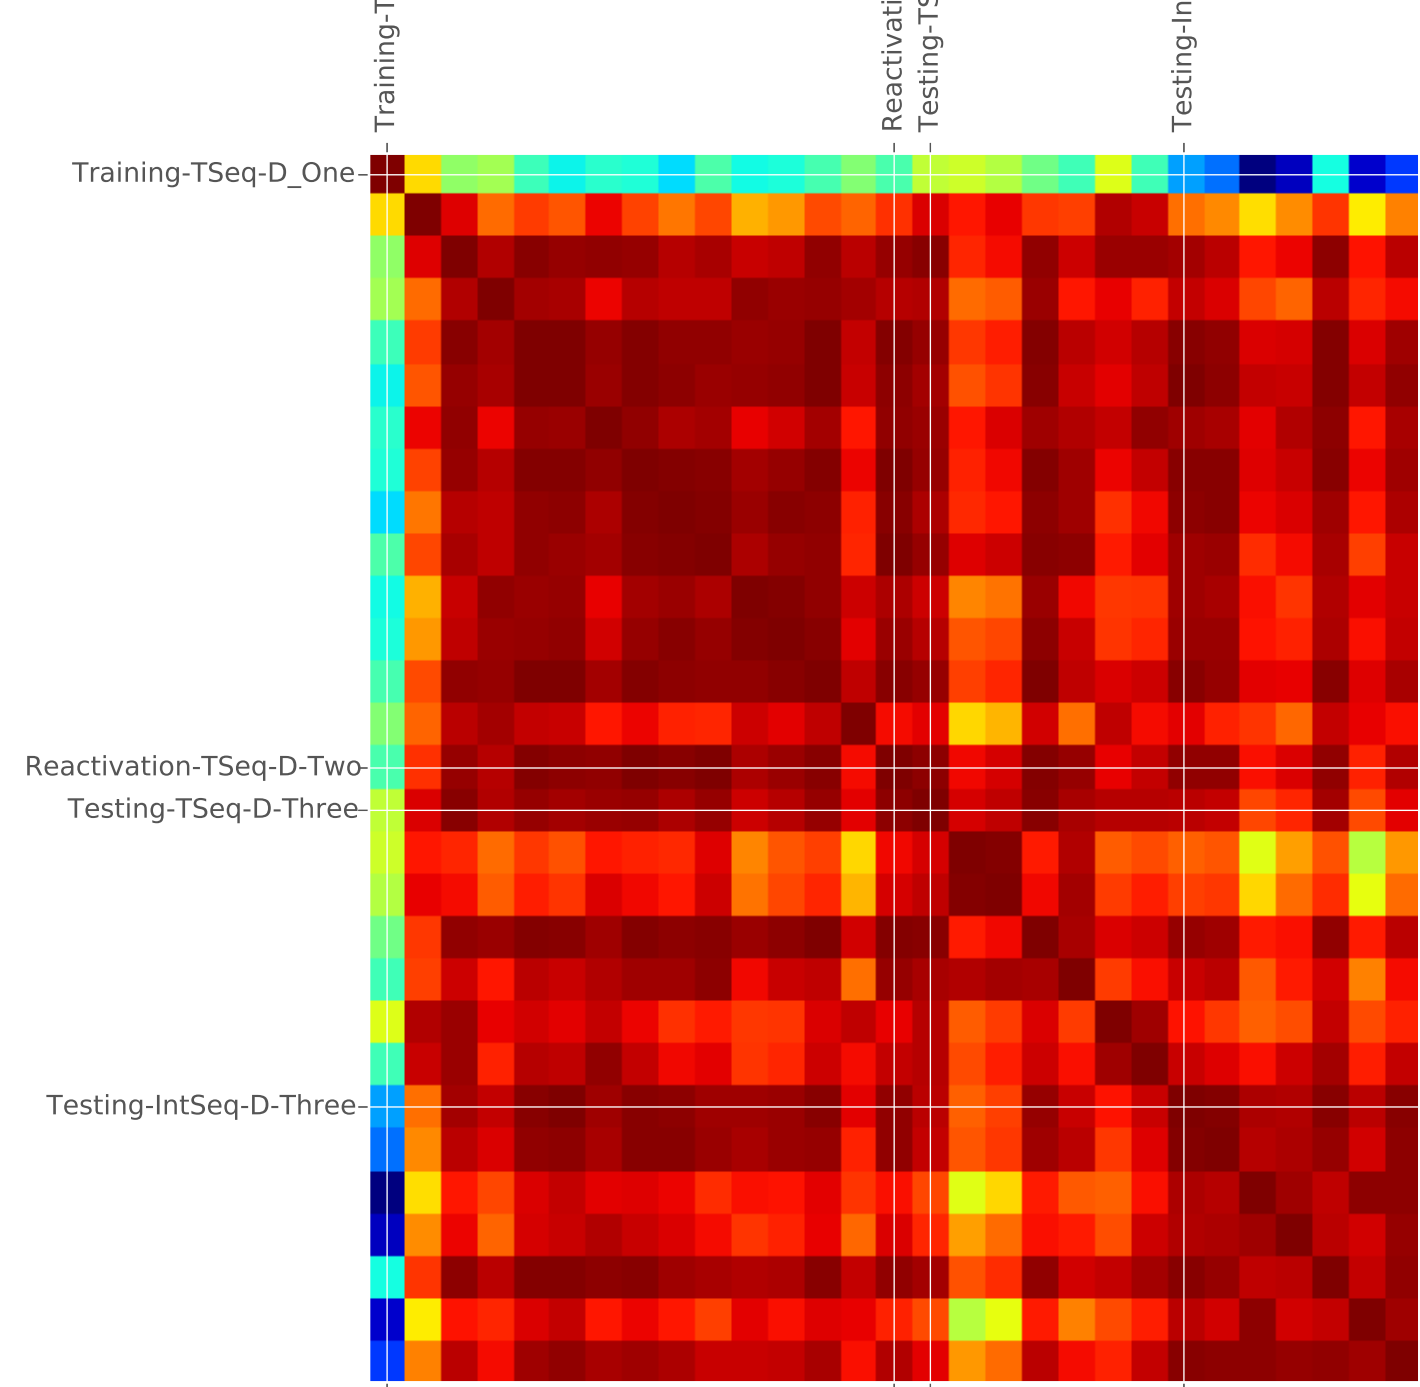 Training-T
Reactivati
Testing-TS
Testing-In
Training-TSeq-D_One
Reactivation-TSeq-D-Two
Testing-TSeq-D-Three
Testing-IntSeq-D-Three